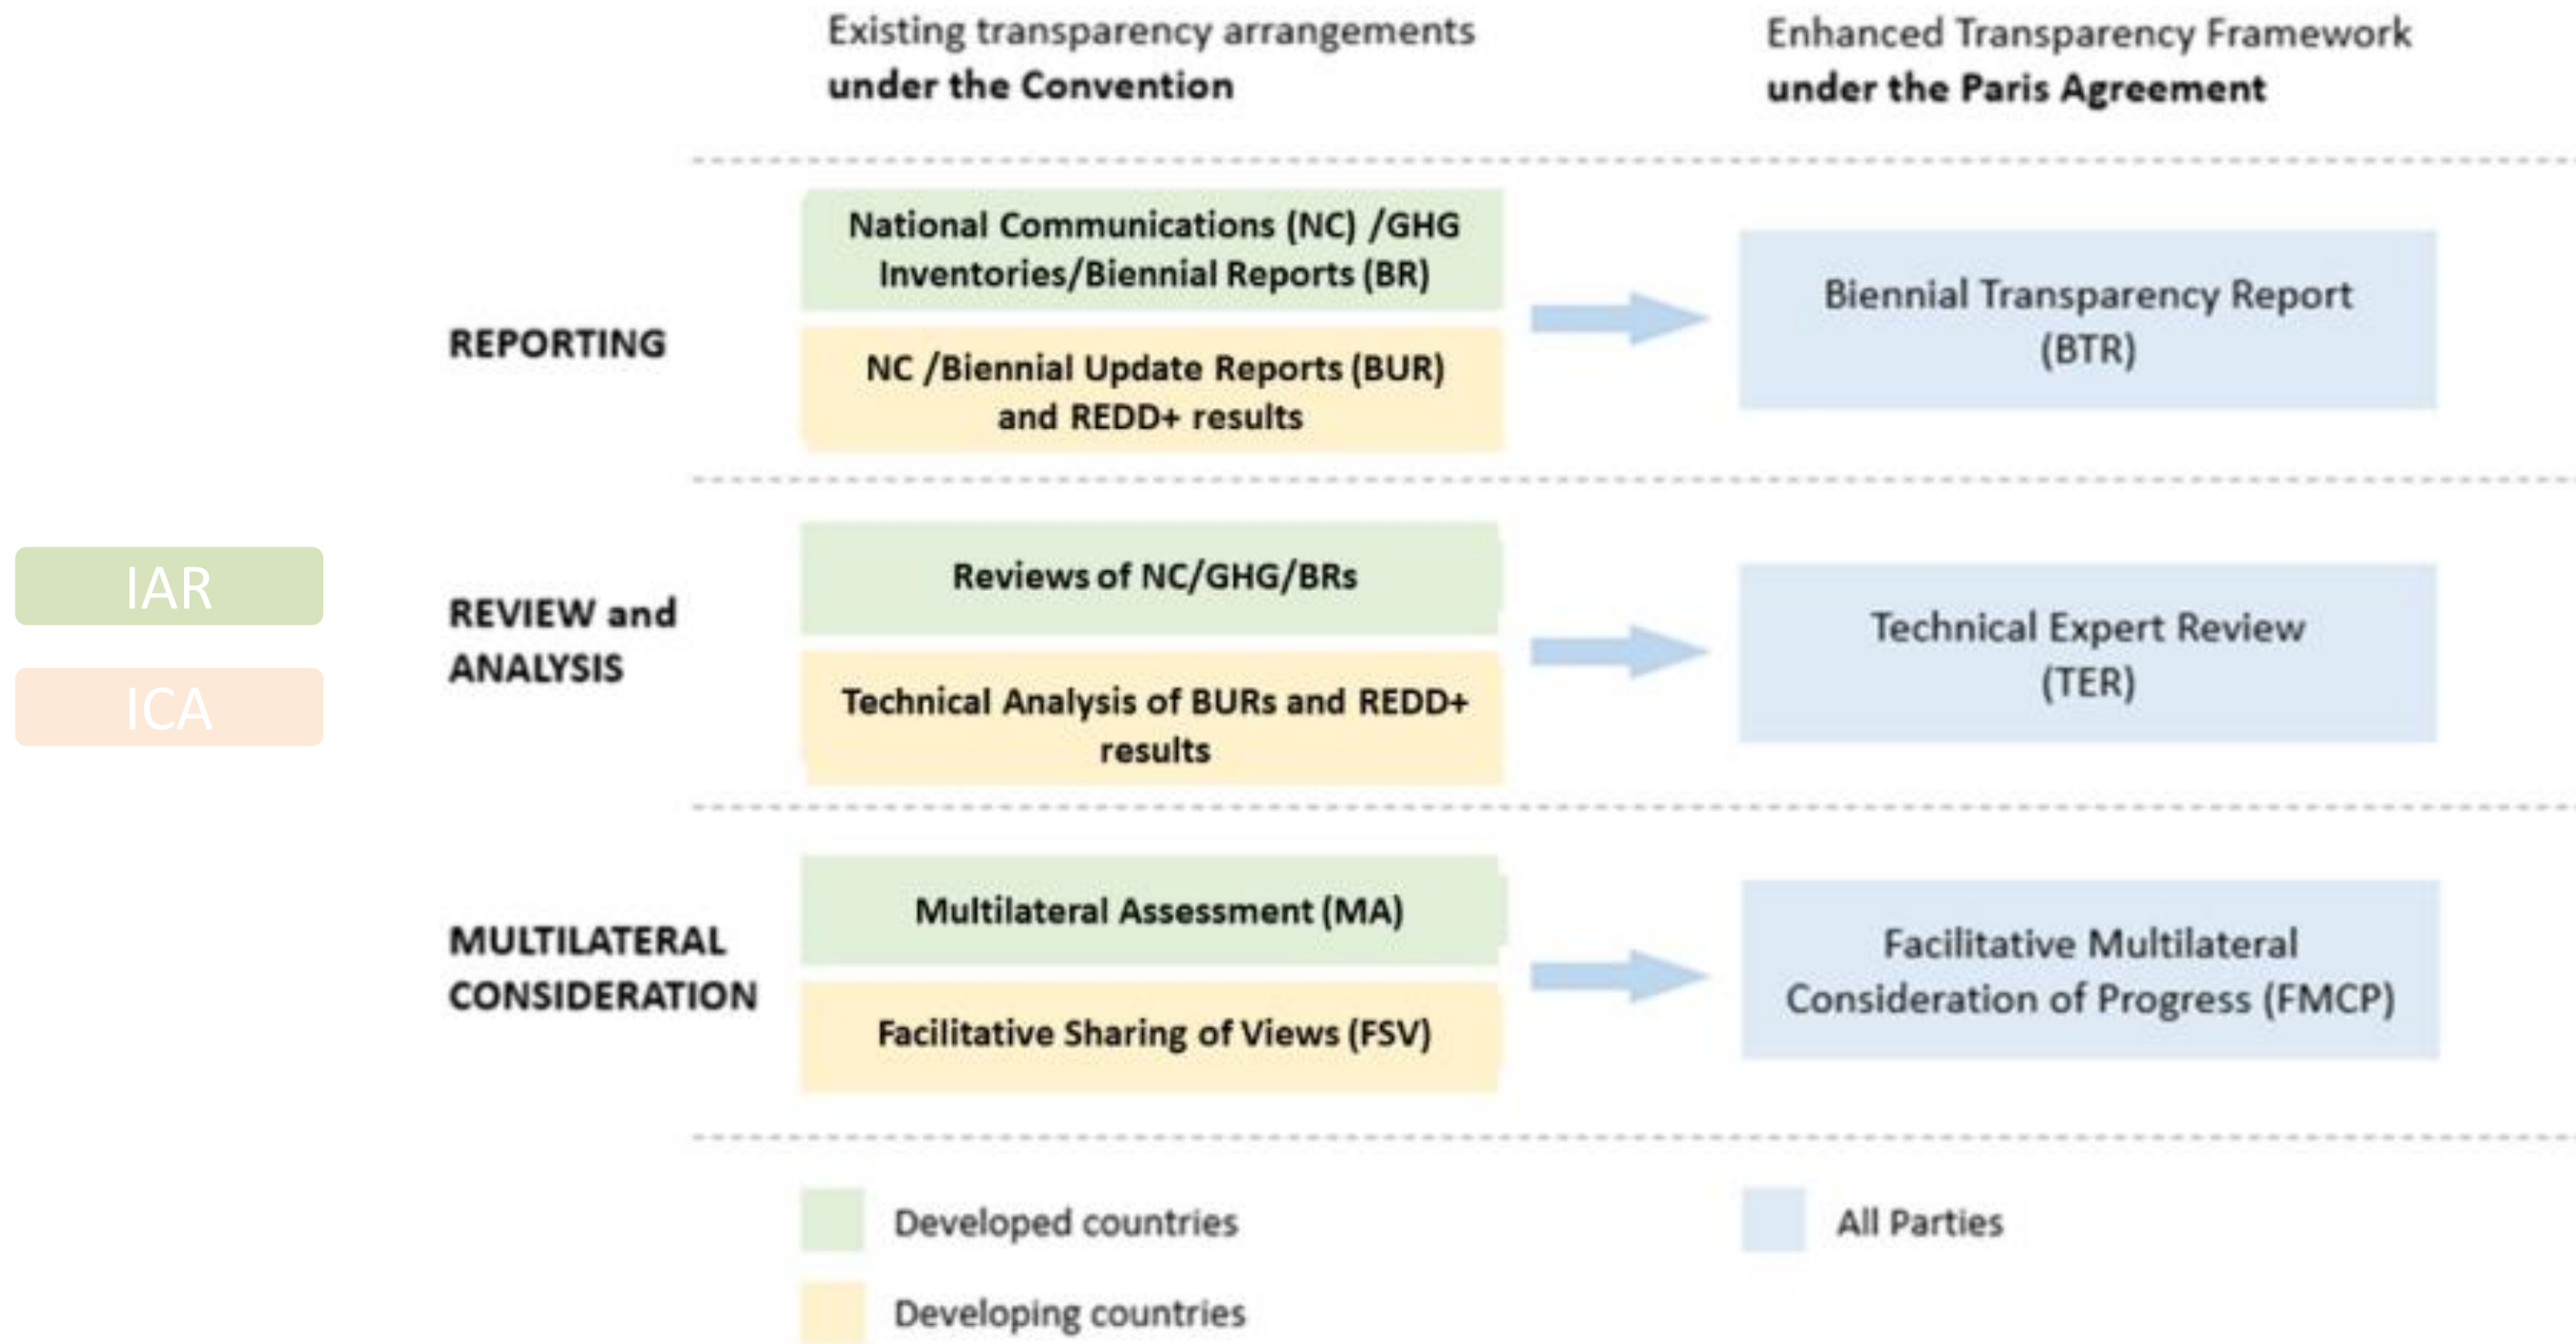 Existing transparency arrangements
under the Convention
Enhanced Transparency Framework
under the Paris Agreement
REPORTING
National Communications (NC) /GHG
Inventories/Biennial Reports (BR)
NC /Biennial Update Reports (BUR)
and REDD+ results
Biennial Transparency Report
(BTR)
IAR
ICA
REVIEW and
ANALYSIS
Reviews of NC/GHG/BRs
Technical Analysis of BURs and REDD+
results
Technical Expert Review
(TER)
MULTILATERAL
CONSIDERATION
Multilateral Assessment (MA)
Facilitative Sharing of Views (FSV)
Facilitative Multilateral
Consideration of Progress (FMCP)
Developed countries
Developing countries
All Parties